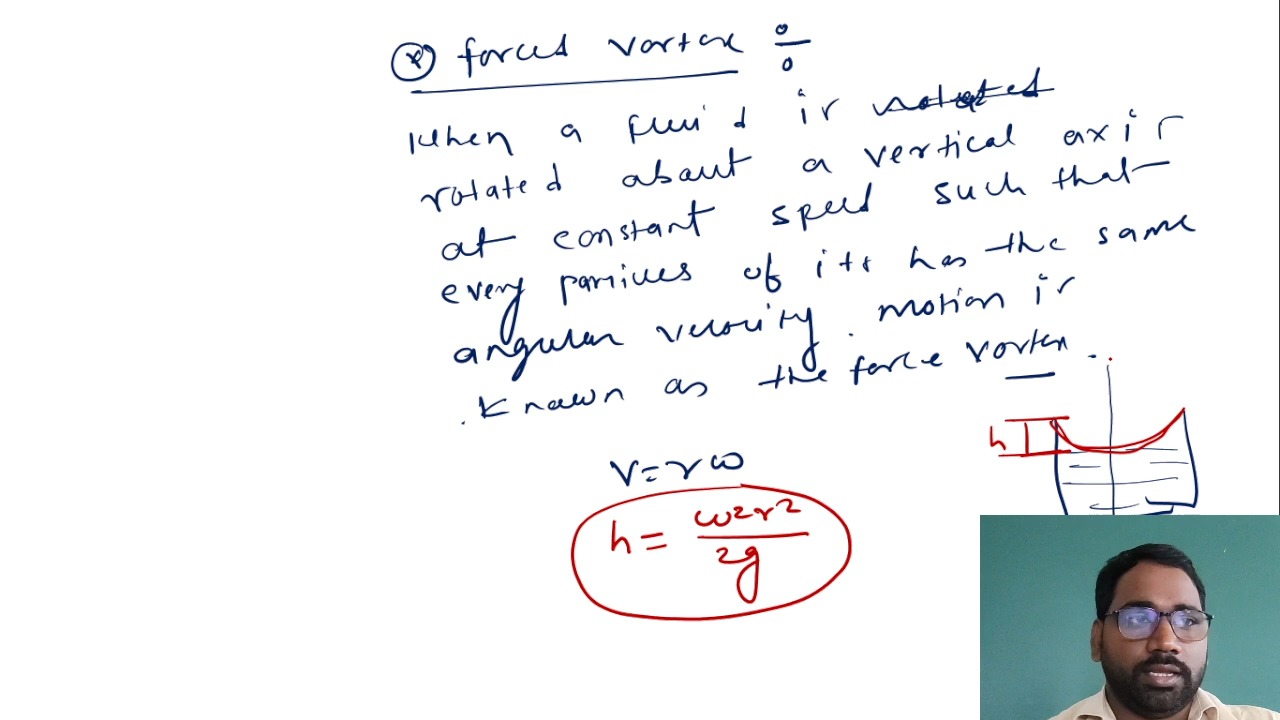 * forced vortex ÷
When a fluid is rotated
rotated about a vertical axis
at constant speed such that
every particles of its has the same
angular velocity. motion is
. Known as the force vortex .
V = rω
h = ω²r²/2g
h